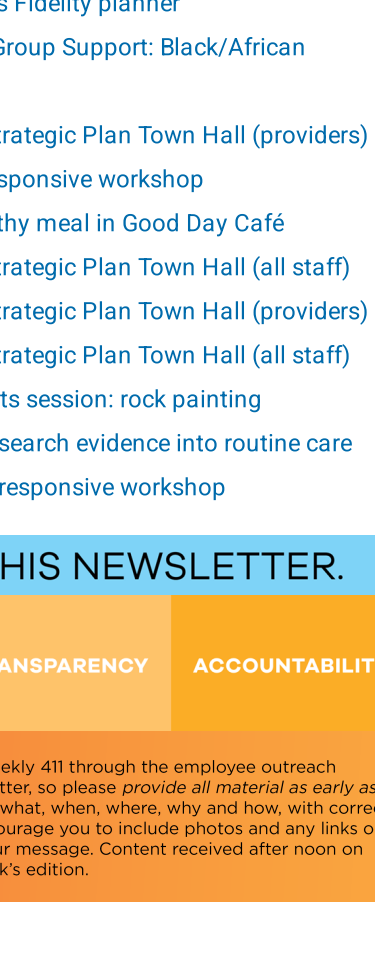 s Fidelity planner
Group Support: Black/African
trategic Plan Town Hall (providers)
sponsive workshop
thy meal in Good Day Café
trategic Plan Town Hall (all staff)
trategic Plan Town Hall (providers)
trategic Plan Town Hall (all staff)
ts session: rock painting
search evidence into routine care
responsive workshop
HIS NEWSLETTER.
ANSPARENCY ACCOUNTABILIT
ekly 411 through the employee outreach
tter, so please provide all material as early as
what, when, where, why and how, with corre
ourage you to include photos and any links o
ur message. Content received after noon on
k's edition.